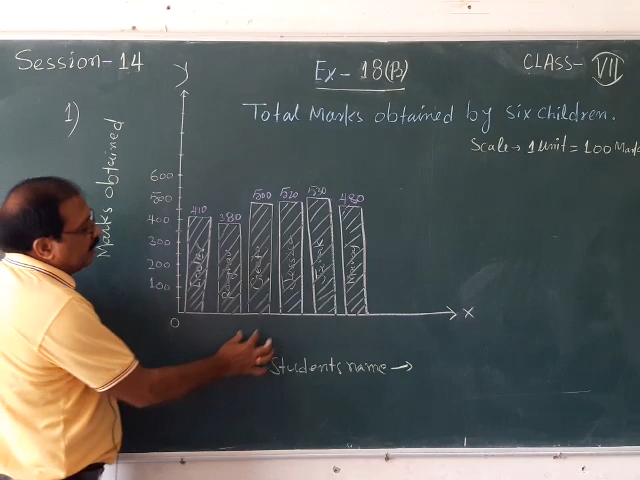 Session-14
Ex-18(P2)
CLASS- VII
1)
Total Marks obtained by six children.
Scale→ 1 Unit = 100 Marks
Y
Marks obtained
600
500
400
300
200
100
0
410
380
500
520
530
480
X
Students name →